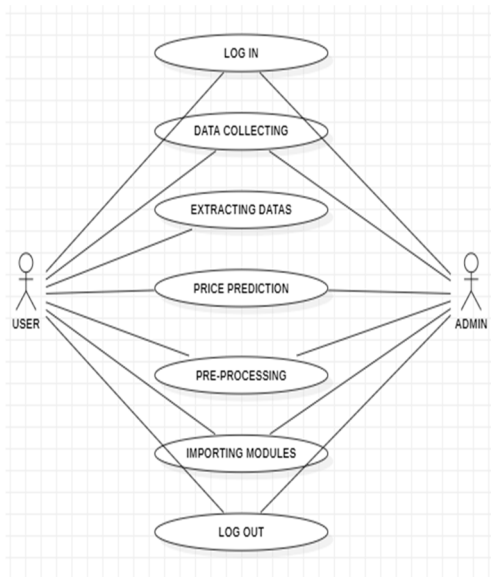 LOG IN
DATA COLLECTING
EXTRACTING DATAS
PRICE PREDICTION
USER
ADMIN
PRE-PROCESSING
IMPORTING MODULES
LOG OUT